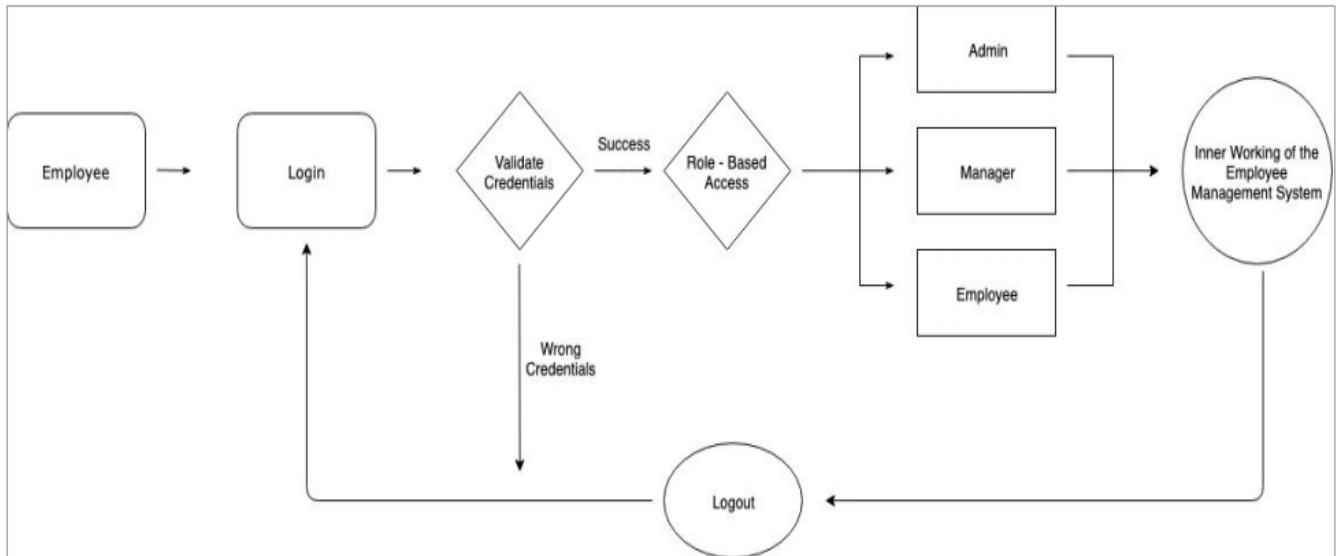 Employee
Login
Validate
Credentials
Success
Role - Based
Access
Admin
Manager
Employee
Inner Working of the
Employee
Management System
Wrong
Credentials
Logout